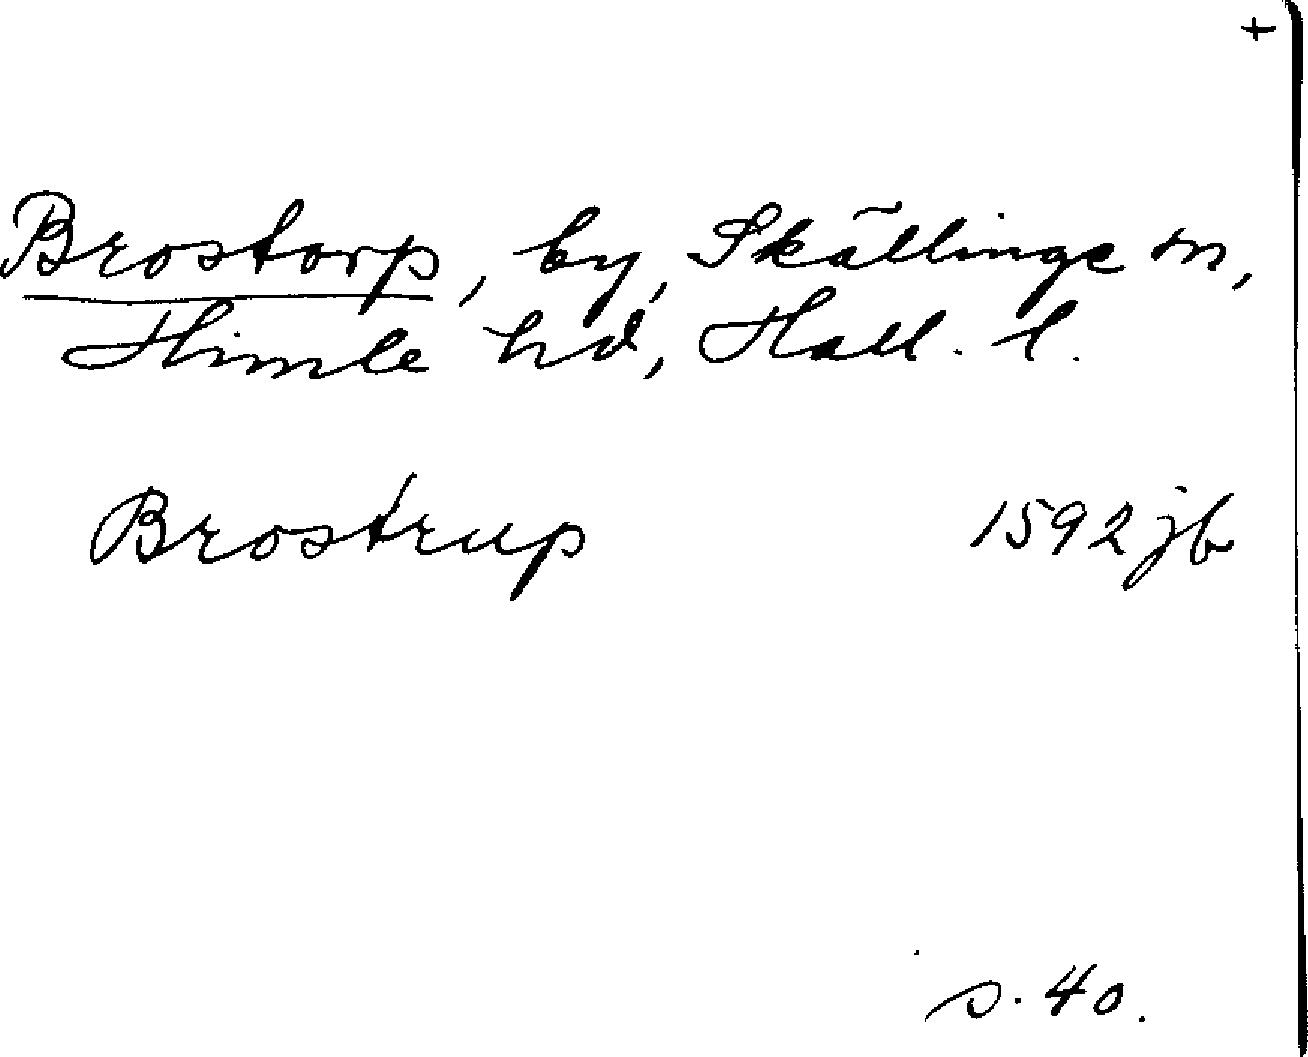 +
Brostorp, by, Skällinge sn,
Himle hd, Hall. l.
Brostrup 1592 jb
s. 40.